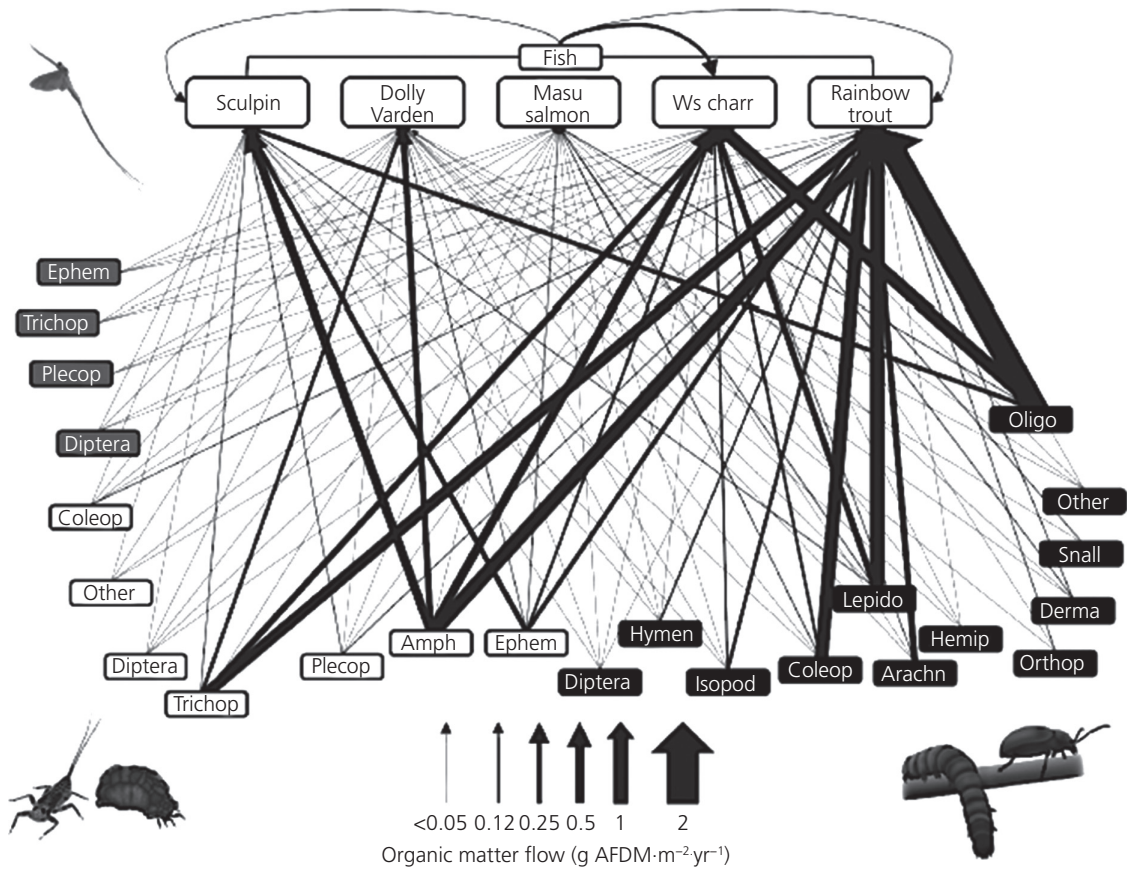 Fish
Sculpin
Dolly
Varden
Masu
salmon
Ws charr
Rainbow
trout
Ephem
Trichop
Plecop
Diptera
Coleop
Other
Diptera
Trichop
Plecop
Amph
Ephem
Hymen
Diptera
Isopod
Coleop
Lepido
Arachn
Hemip
Orthop
Derma
Snall
Other
Oligo
<0.05 0.12 0.25 0.5 1 2
Organic matter flow (g AFDM·m⁻²·yr⁻¹)